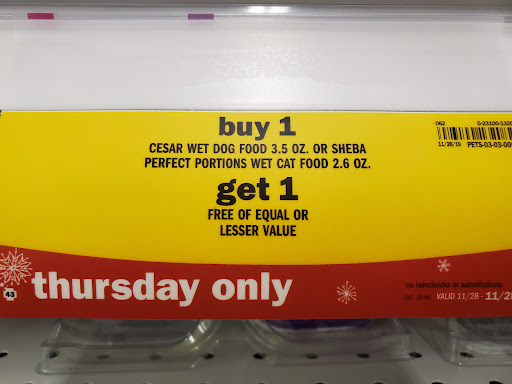 buy 1
CESAR WET DOG FOOD 3.5 OZ. OR SHEBA
PERFECT PORTIONS WET CAT FOOD 2.6 OZ.
get 1
FREE OF EQUAL OR
LESSER VALUE
062
11/28/19 PETS-03-03-00
43
thursday only
no rainchecks or substitutions
VALID 11/28 - 11/2